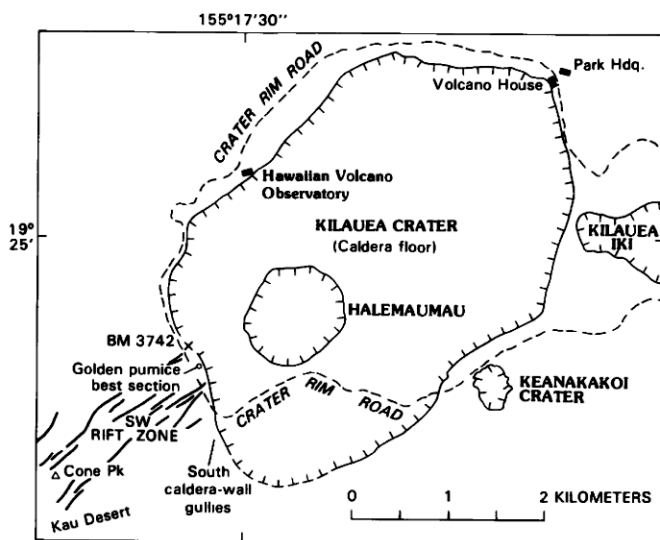 155°17'30"
Park Hdq.
Volcano House
CRATER RIM ROAD
Hawaiian Volcano
Observatory
19°
25'
KILAUEA CRATER
(Caldera floor)
KILAUEA
IKI
HALEMAUMAU
BM 3742
Golden pumice
best section
KEANAKAKOI
CRATER
CRATER RIM ROAD
SW
RIFT ZONE
Cone Pk
South
caldera-wall
gullies
Kau Desert
0 1 2 KILOMETERS